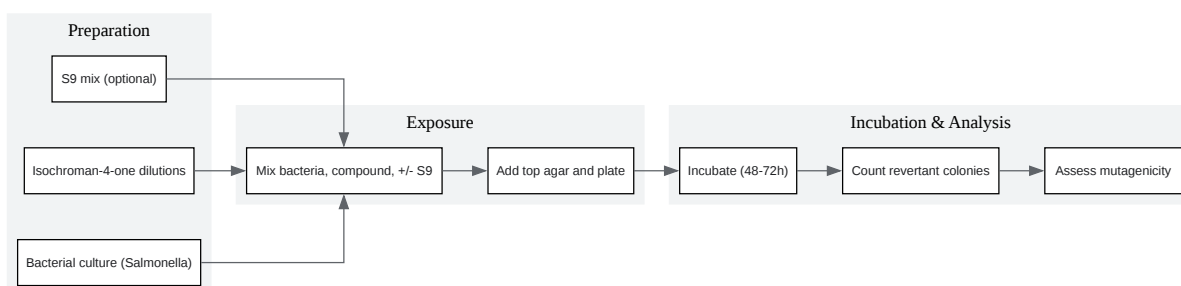 Preparation
S9 mix (optional)
Isochroman-4-one dilutions
Bacterial culture (Salmonella)
Exposure
Mix bacteria, compound, +/- S9
Add top agar and plate
Incubation & Analysis
Incubate (48-72h)
Count revertant colonies
Assess mutagenicity